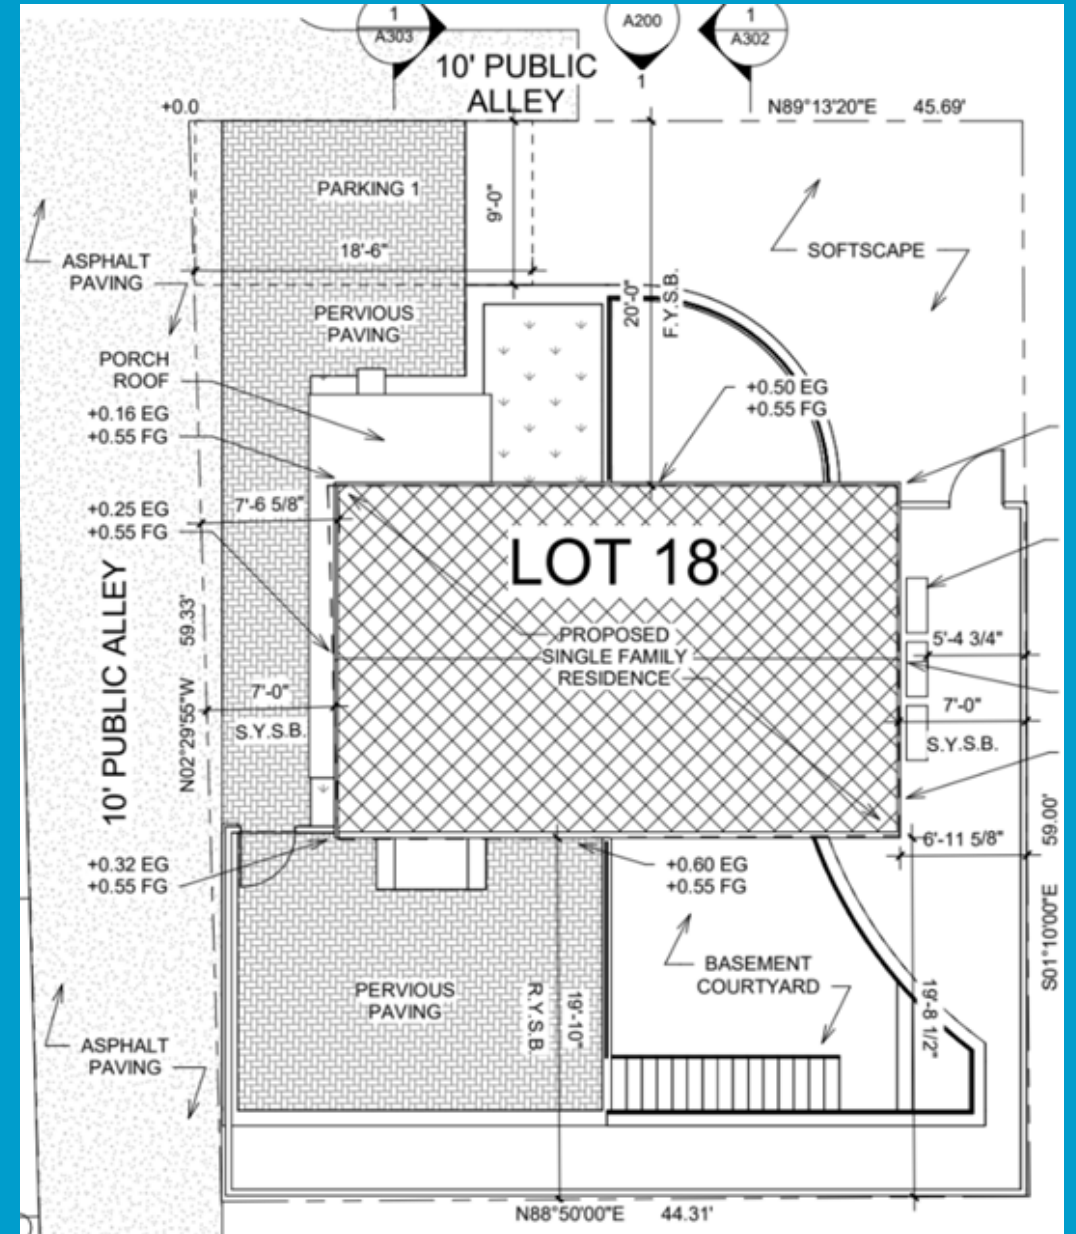 1
A303
A200
1
1
A302
10' PUBLIC
ALLEY
+0.0
N89°13'20"E 45.69'
PARKING 1
9'-0"
18'-6"
SOFTSCAPE
ASPHALT
PAVING
PERVIOUS
PAVING
20'-0"
F.Y.S.B.
PORCH
ROOF
+0.50 EG
+0.55 FG
+0.16 EG
+0.55 FG
7'-6 5/8"
+0.25 EG
+0.55 FG
LOT 18
10' PUBLIC ALLEY
N02°29'55"W 59.33'
PROPOSED
SINGLE FAMILY
RESIDENCE
5'-4 3/4"
7'-0"
S.Y.S.B.
7'-0"
S.Y.S.B.
6'-11 5/8"
S01°10'00"E 59.00'
+0.32 EG
+0.55 FG
+0.60 EG
+0.55 FG
BASEMENT
COURTYARD
PERVIOUS
PAVING
R.Y.S.B.
19'-10"
19'-8 1/2"
ASPHALT
PAVING
N88°50'00"E 44.31'